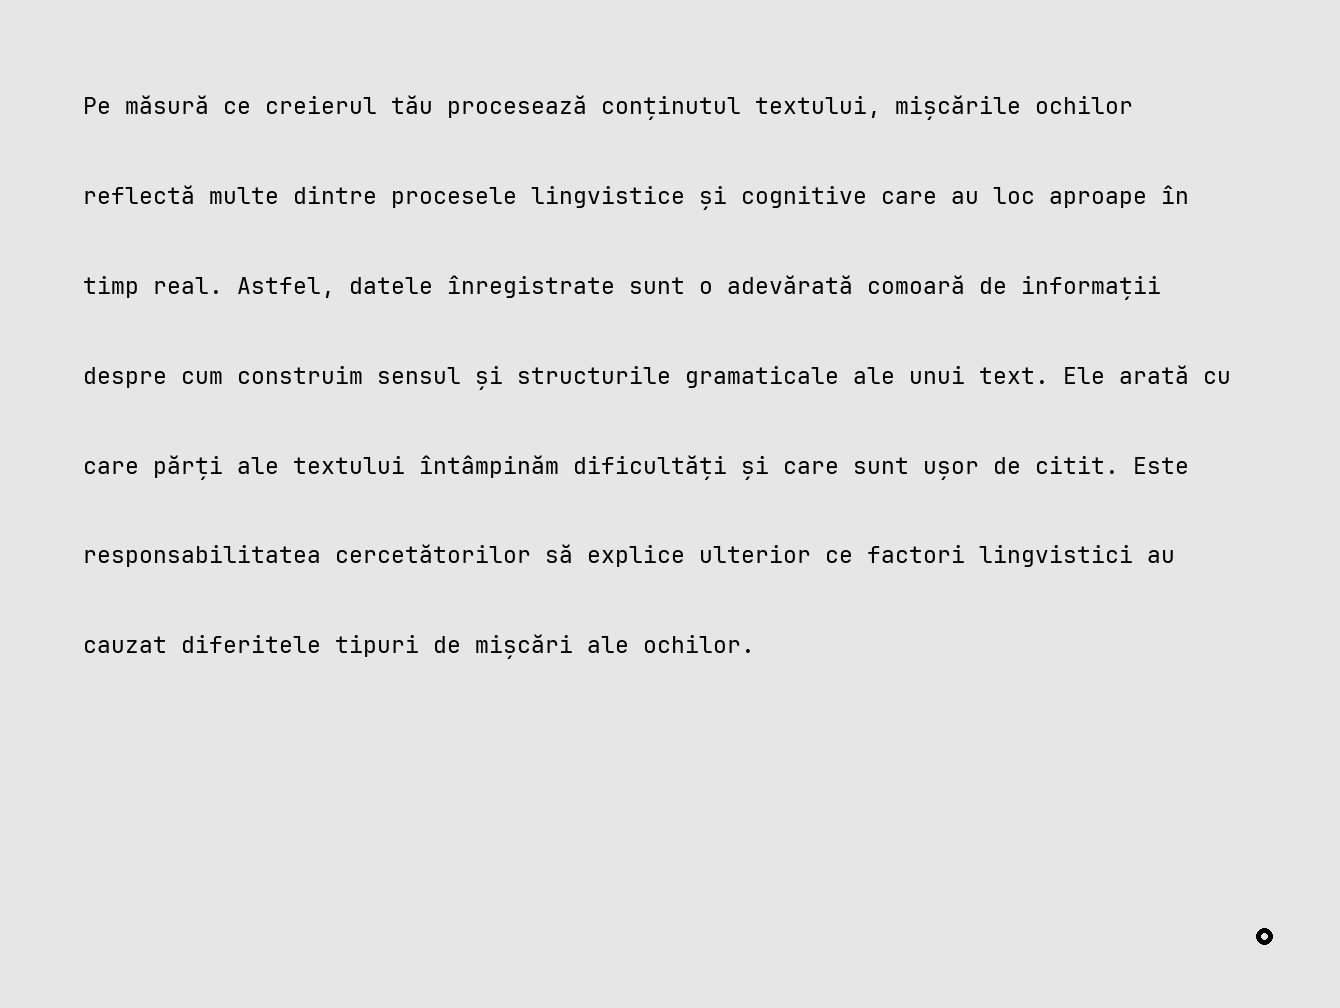 Pe măsură ce creierul tău procesează conținutul textului, mișcările ochilor
reflectă multe dintre procesele lingvistice și cognitive care au loc aproape în
timp real. Astfel, datele înregistrate sunt o adevărată comoară de informații
despre cum construim sensul și structurile gramaticale ale unui text. Ele arată cu
care părți ale textului întâmpinăm dificultăți și care sunt ușor de citit. Este
responsabilitatea cercetătorilor să explice ulterior ce factori lingvistici au
cauzat diferitele tipuri de mișcări ale ochilor.